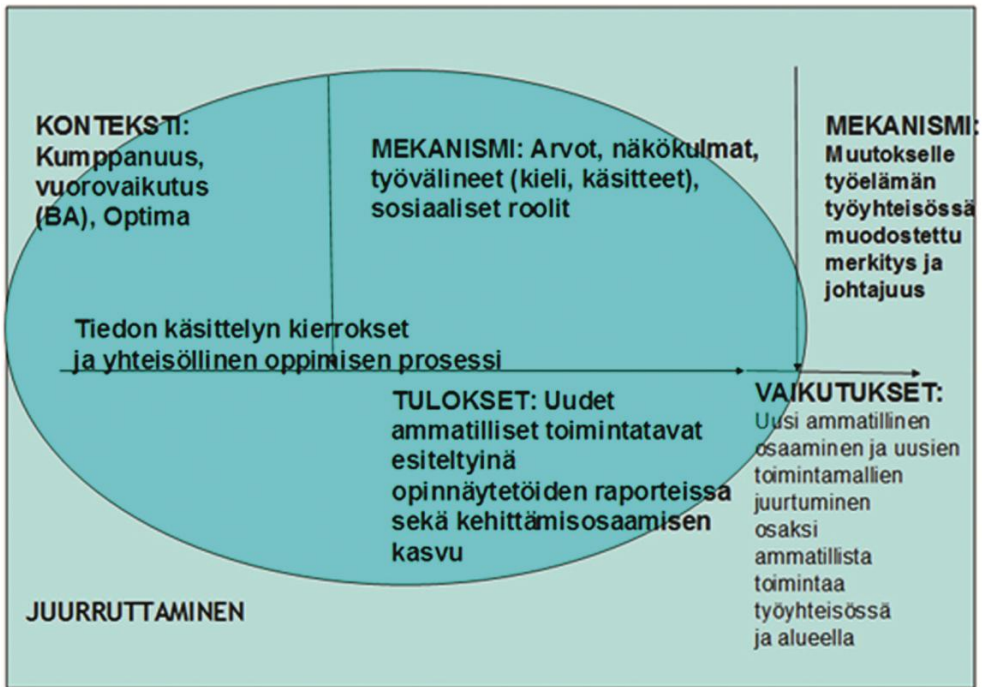 KONTEKSTI:
Kumppanuus,
vuorovaikutus
(BA), Optima
MEKANISMI: Arvot, näkökulmat,
työvälineet (kieli, käsitteet),
sosiaaliset roolit
MEKANISMI:
Muutokselle
työelämän
työyhteisössä
muodostettu
merkitys ja
johtajuus
Tiedon käsittelyn kierrokset
ja yhteisöllinen oppimisen prosessi
TULOKSET: Uudet
ammatilliset toimintatavat
esiteltyinä
opinnäytetöiden raporteissa
sekä kehittämisosaamisen
kasvu
VAIKUTUKSET:
Uusi ammatillinen
osaaminen ja uusien
toimintamallien
juurtuminen
osaksi
ammatillista
toimintaa
työyhteisössä
ja alueella
JUURRUTTAMINEN